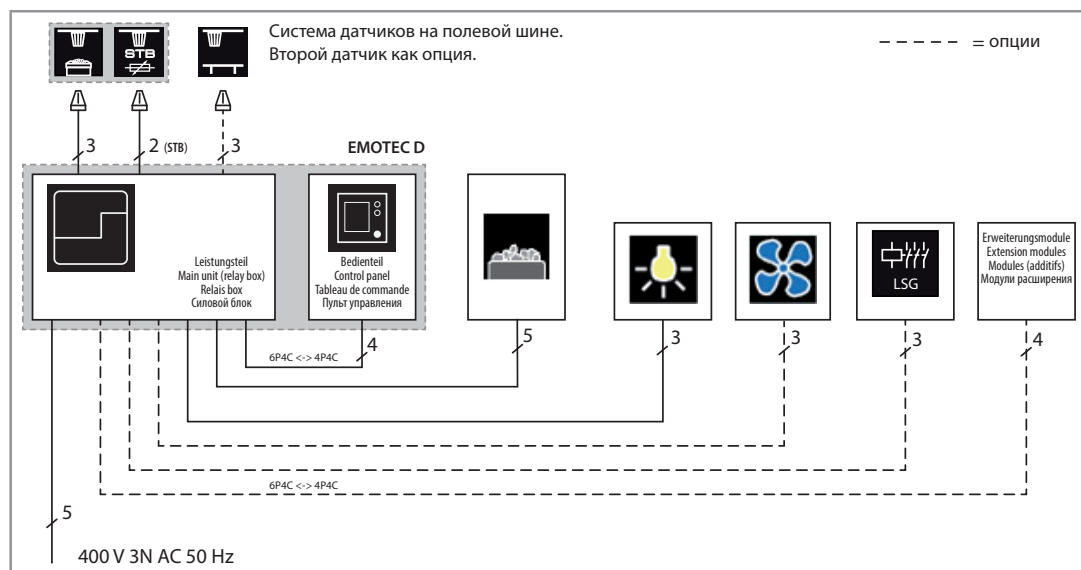 Система датчиков на полевой шине.
Второй датчик как опция.
= опции
STB
3
2 (STB)
3
EMOTEC D
Leistungsteil
Main unit (relay box)
Relais box
Силовой блок
Bedienteil
Control panel
Tableau de commande
Пульт управления
LSG
Erweiterungsmodule
Extension modules
Modules (additifs)
Модули расширения
6P4C <-> 4P4C
4
5
3
3
3
4
6P4C <-> 4P4C
5
400 V 3N AC 50 Hz